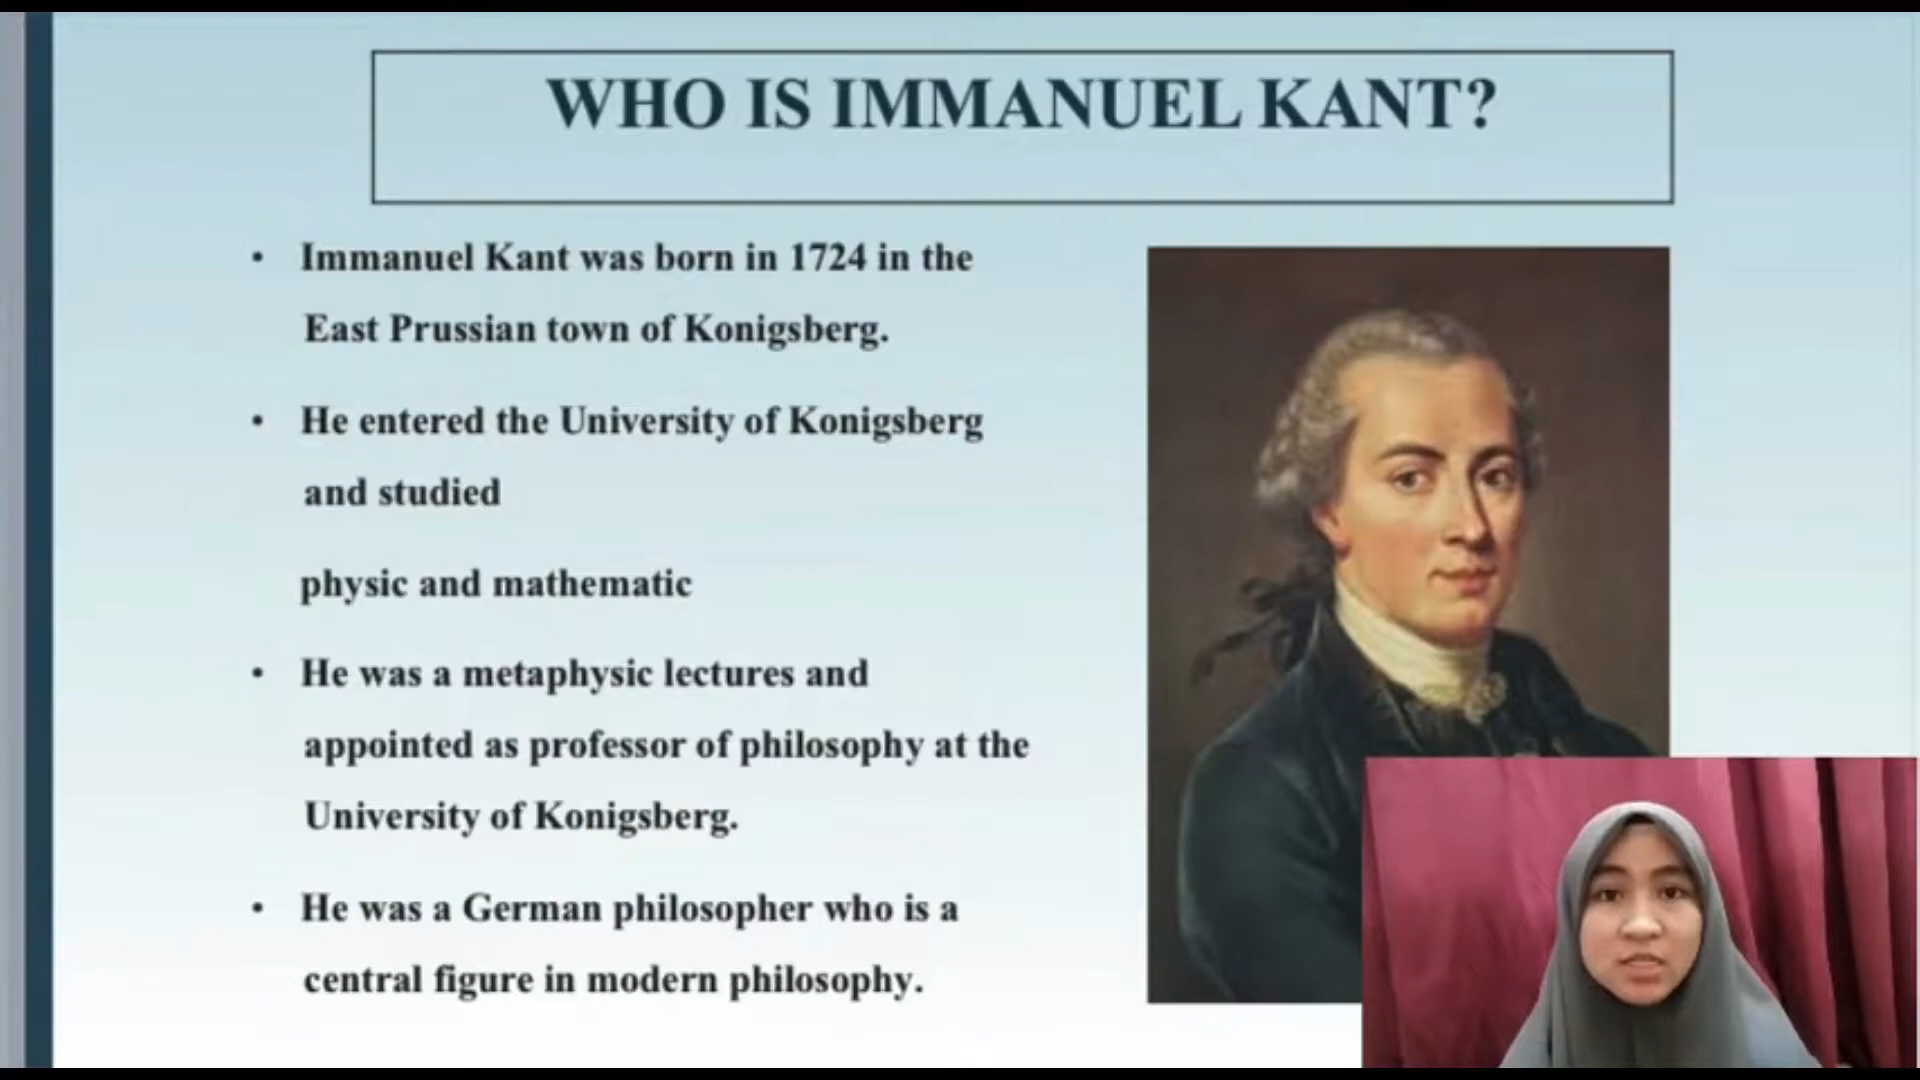 WHO IS IMMANUEL KANT?
• Immanuel Kant was born in 1724 in the
East Prussian town of Konigsberg.
• He entered the University of Konigsberg
and studied
physic and mathematic
• He was a metaphysic lectures and
appointed as professor of philosophy at the
University of Konigsberg.
• He was a German philosopher who is a
central figure in modern philosophy.